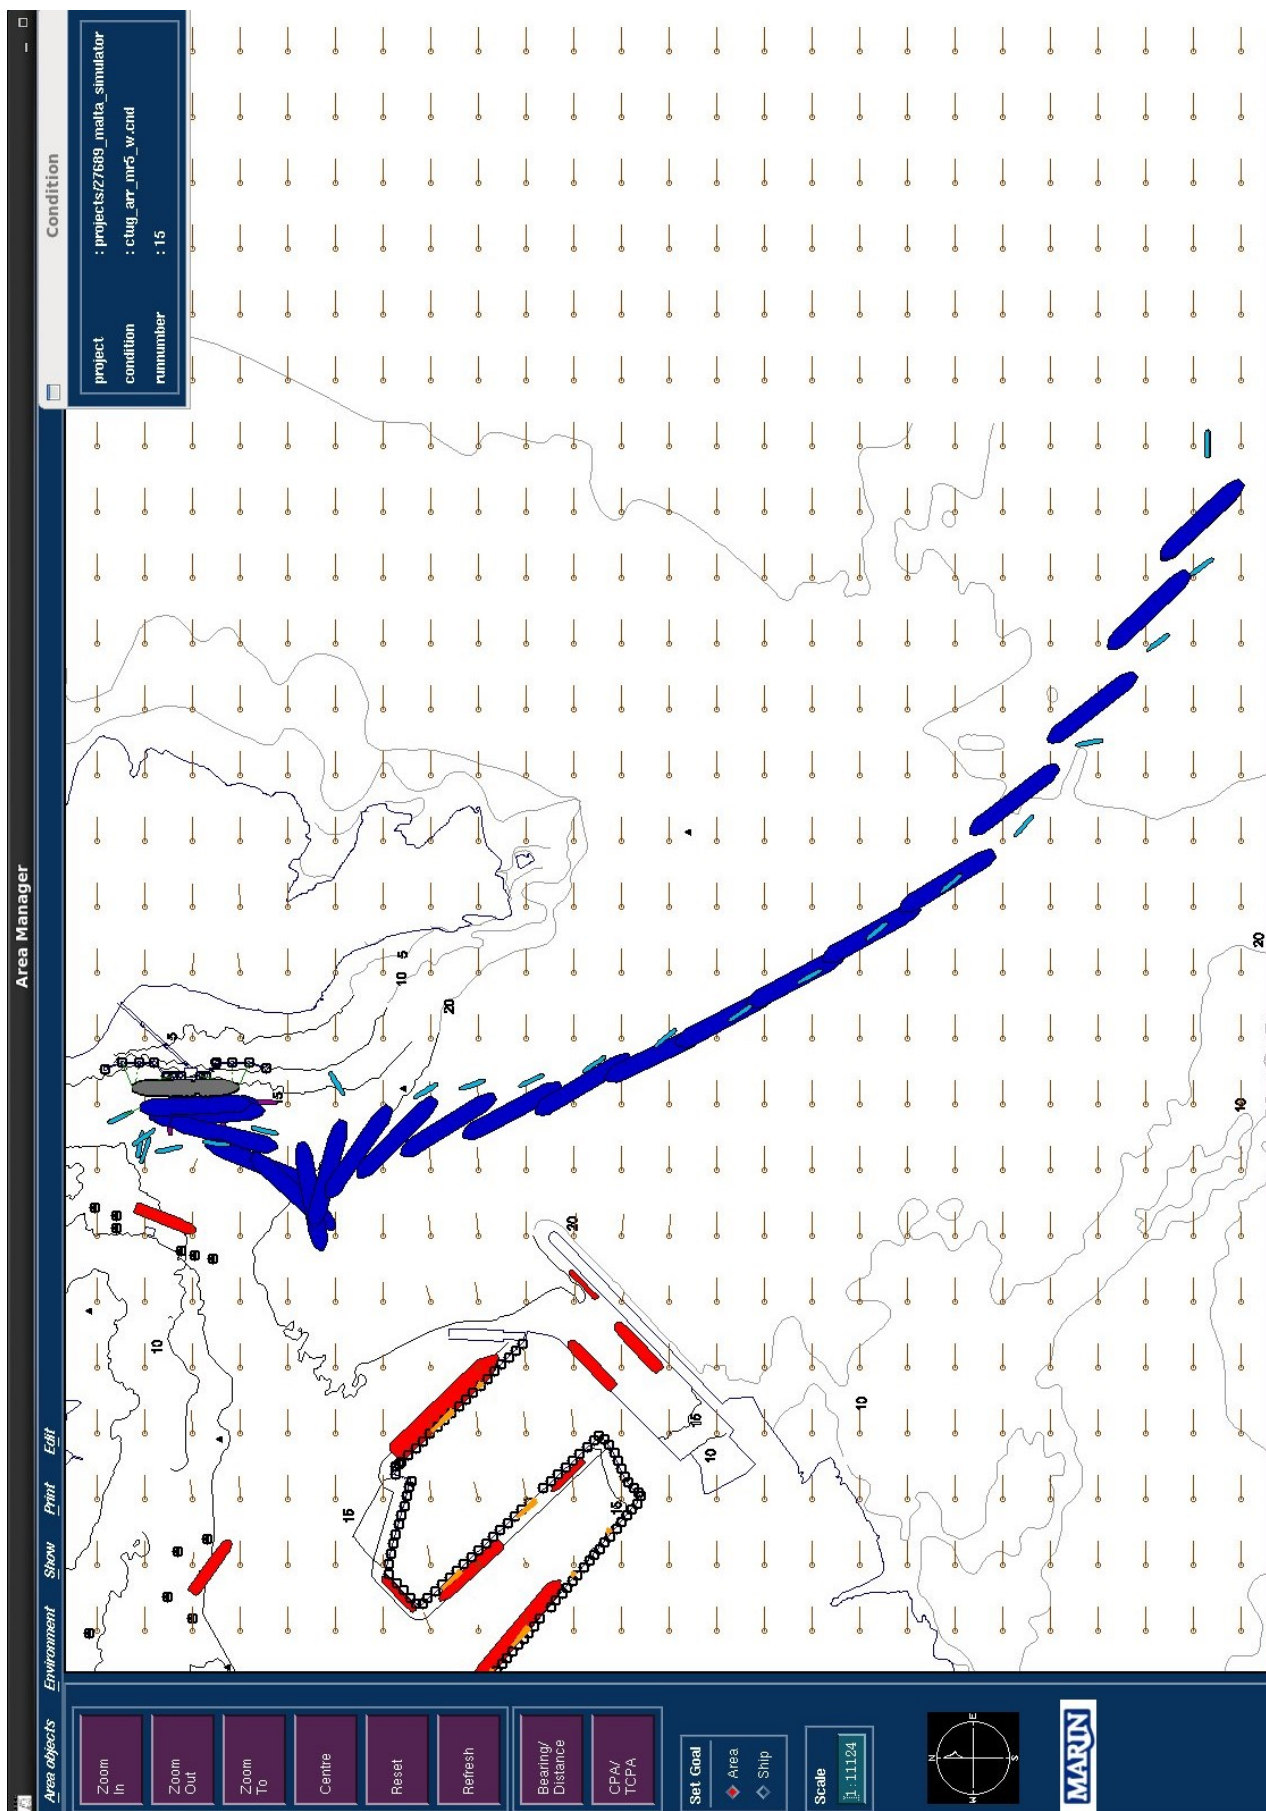 Area Manager
Area objects Environment Show Print Edit
Condition
project : projects/27689_malta_simulator
condition : ctug_arr_mr5_w.cnd
runnumber : 15
Zoom
In
Zoom
Out
Zoom
To
Centre
Reset
Refresh
Bearing/
Distance
CPA/
TCPA
Set Goal
Area
Ship
Scale
1:11124
N
W E
S
MARIN
5
15
10 5
20
10
20
15
15
15
10
10
10
20